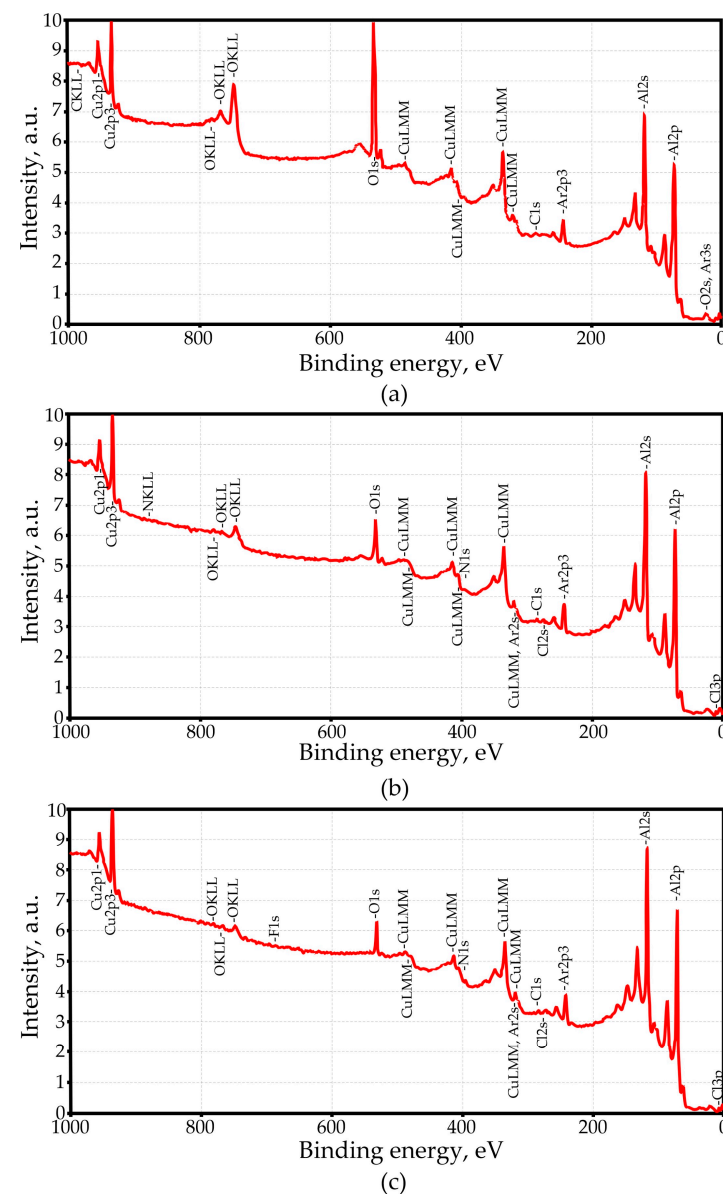 10
9
8
7
6
5
4
3
2
1
0
Intensity, a.u.
CKLL-
Cu2p1-
Cu2p3-
OKLL-
-OKLL
-OKLL
O1s-
-CuLMM
-CuLMM
CuLMM-
-CuLMM
-CuLMM
-C1s
-Ar2p3
-Al2s
-Al2p
-O2s, Ar3s
1000 800 600 400 200 0
Binding energy, eV
(a)
10
9
8
7
6
5
4
3
2
1
0
Intensity, a.u.
Cu2p1-
Cu2p3-
-NKLL
OKLL-
-OKLL
-OKLL
-O1s
-CuLMM
CuLMM-
-CuLMM
CuLMM-
-N1s
-CuLMM
CuLMM, Ar2s-
-C1s
Cl2s-
-Ar2p3
-Al2s
-Al2p
-Cl3p
1000 800 600 400 200 0
Binding energy, eV
(b)
10
9
8
7
6
5
4
3
2
1
0
Intensity, a.u.
Cu2p1-
Cu2p3-
-OKLL
OKLL-
-OKLL
-F1s
-O1s
-CuLMM
CuLMM-
-CuLMM
-N1s
-CuLMM
-CuLMM
CuLMM, Ar2s-
-C1s
Cl2s-
-Ar2p3
-Al2s
-Al2p
-Cl3p
1000 800 600 400 200 0
Binding energy, eV
(c)